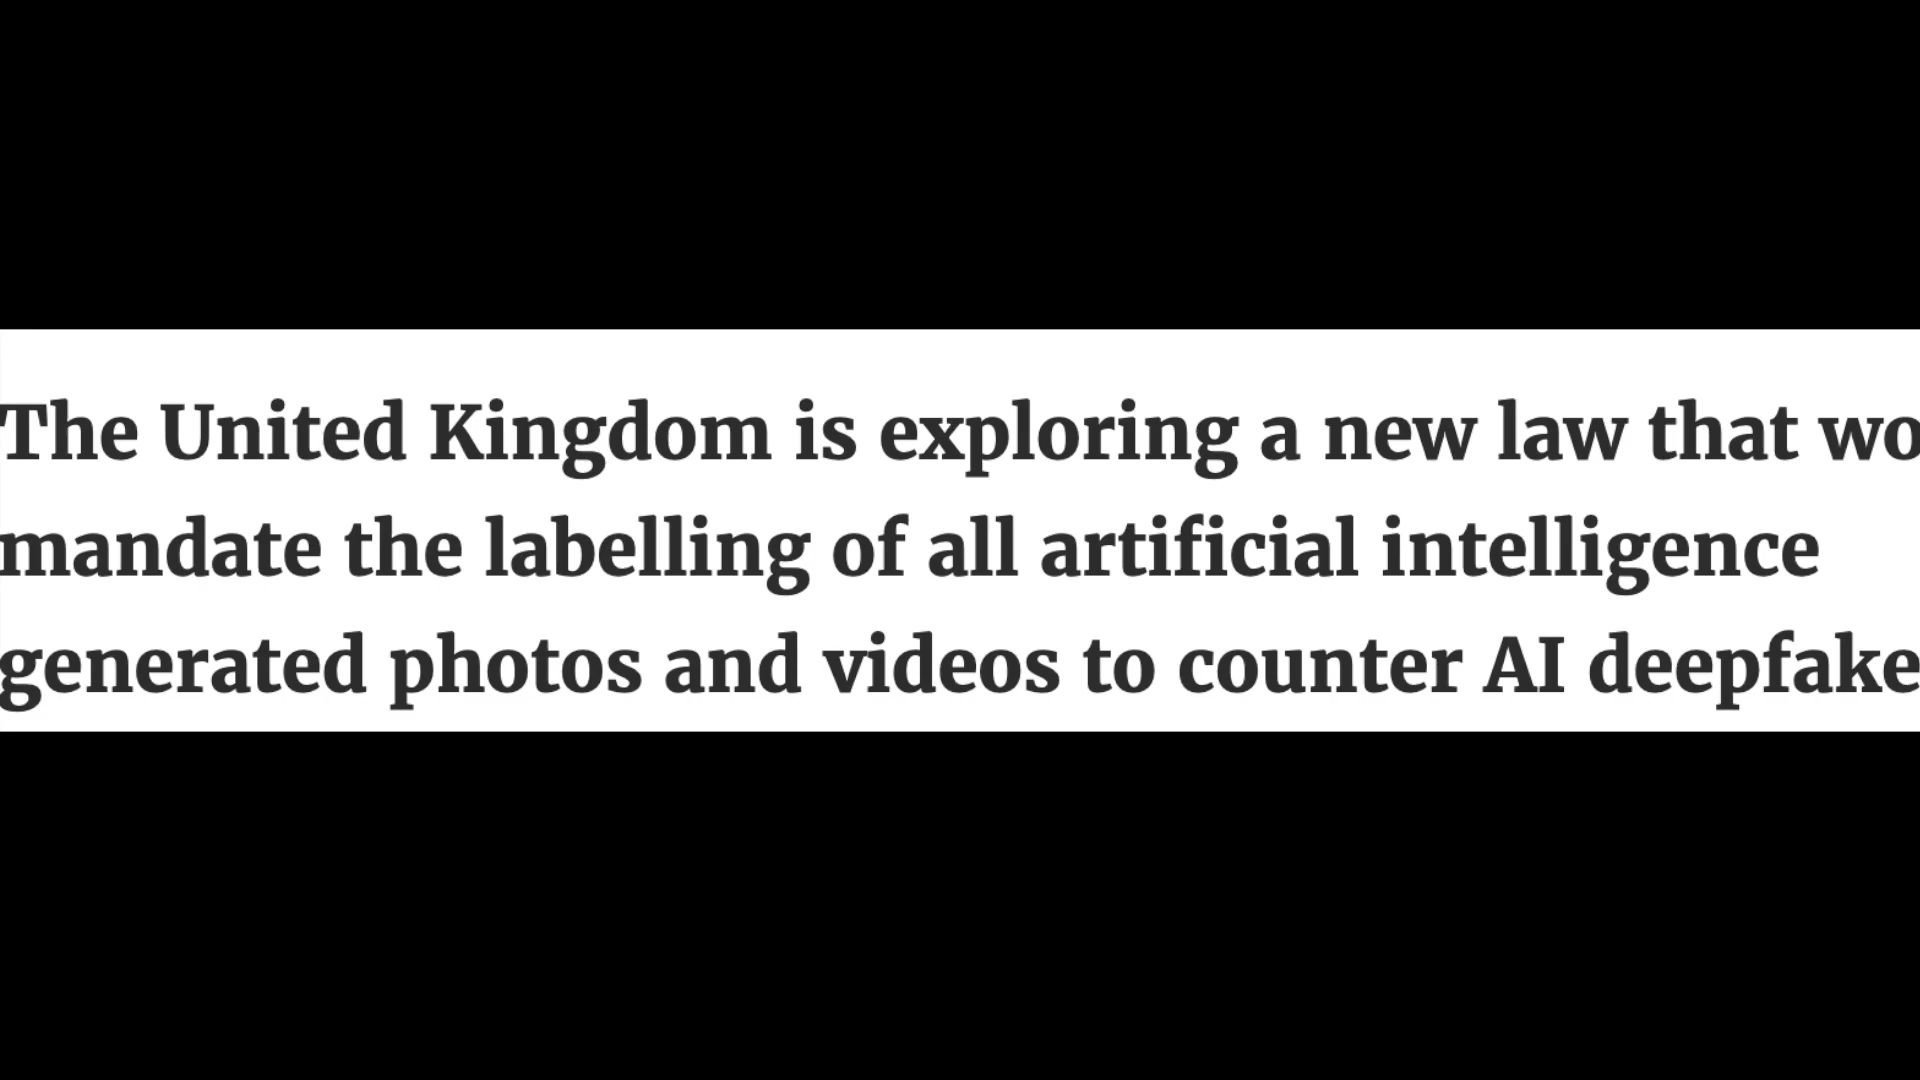 The United Kingdom is exploring a new law that wo
mandate the labelling of all artificial intelligence
generated photos and videos to counter AI deepfake